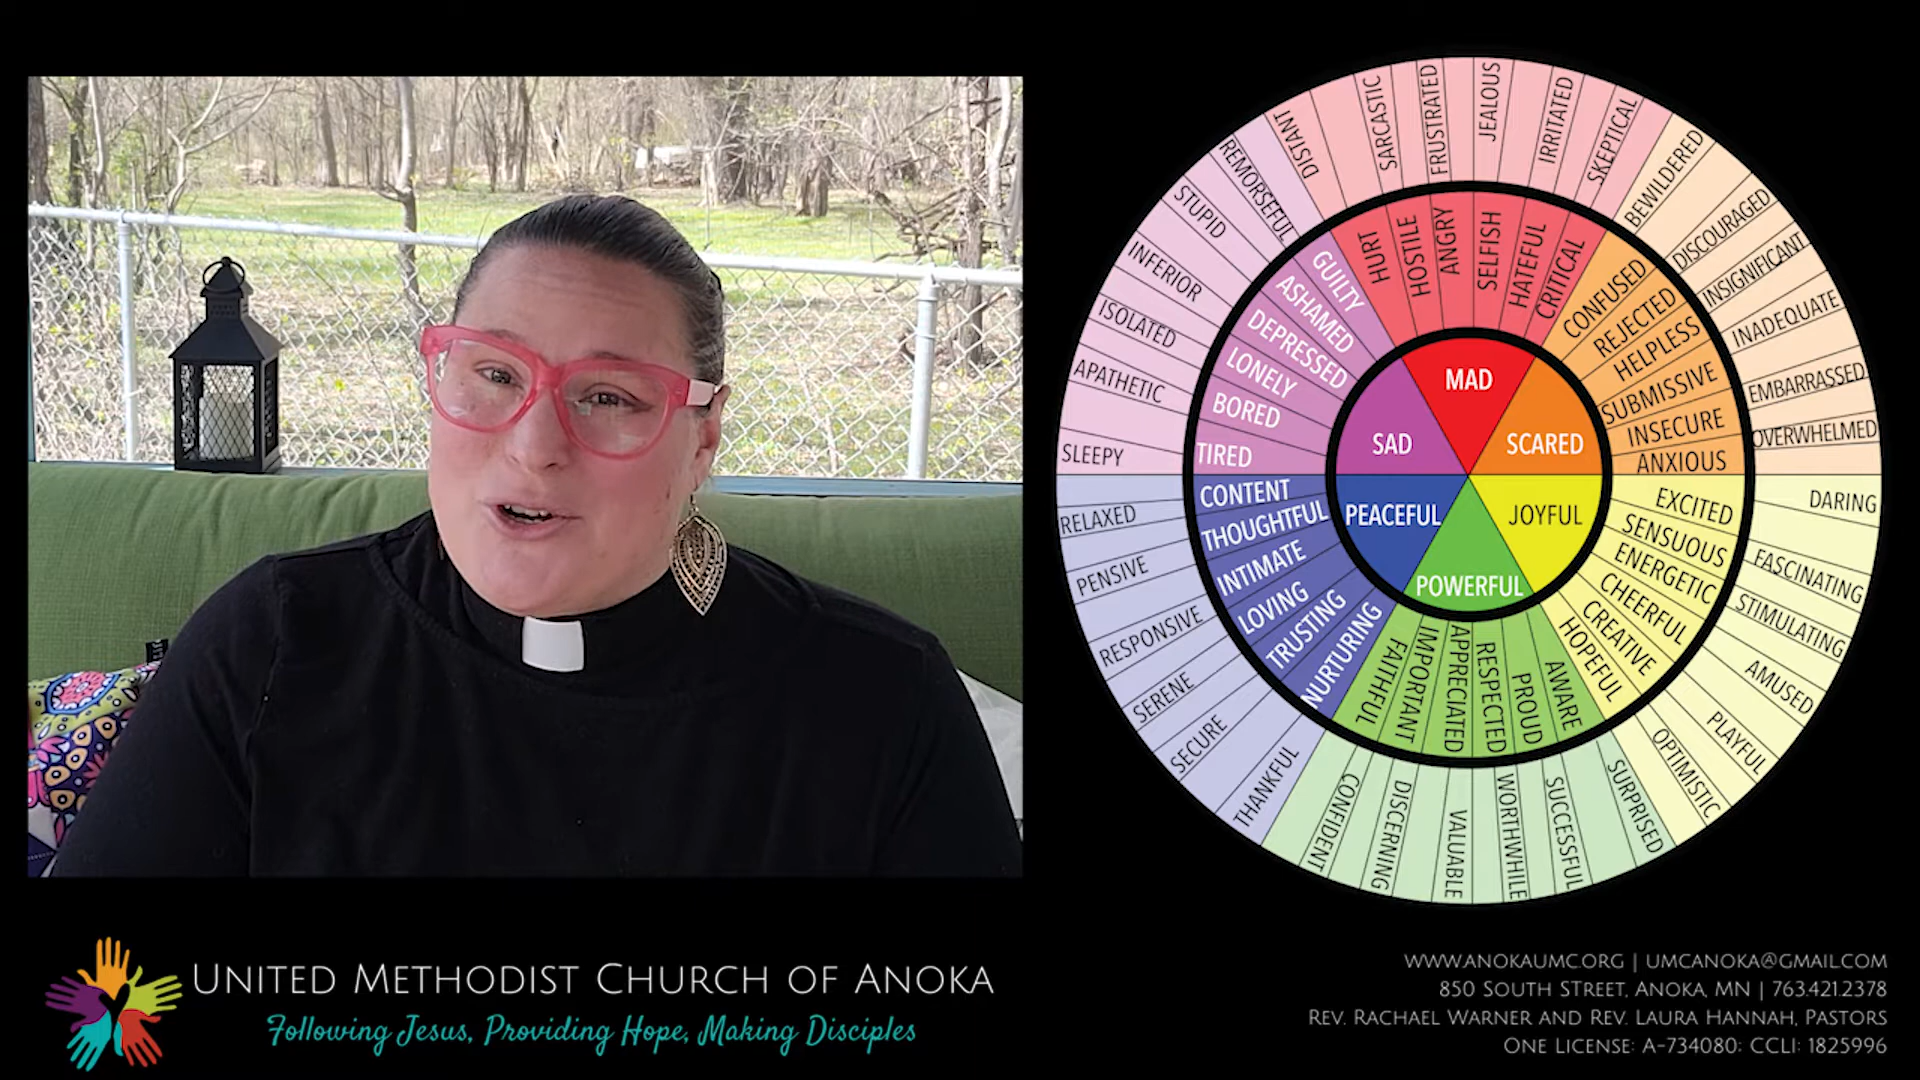 DISTANT
SARCASTIC
FRUSTRATED
JEALOUS
IRRITATED
SKEPTICAL
BEWILDERED
DISCOURAGED
INSIGNIFICANT
INADEQUATE
EMBARRASSED
OVERWHELMED
DARING
FASCINATING
STIMULATING
AMUSED
PLAYFUL
OPTIMISTIC
SURPRISED
SUCCESSFUL
WORTHWHILE
VALUABLE
DISCERNING
CONFIDENT
THANKFUL
SECURE
SERENE
RESPONSIVE
PENSIVE
RELAXED
SLEEPY
APATHETIC
ISOLATED
INFERIOR
STUPID
REMORSEFUL
HURT
HOSTILE
ANGRY
SELFISH
HATEFUL
CRITICAL
CONFUSED
REJECTED
HELPLESS
SUBMISSIVE
INSECURE
ANXIOUS
EXCITED
SENSUOUS
ENERGETIC
CHEERFUL
CREATIVE
HOPEFUL
AWARE
PROUD
RESPECTED
APPRECIATED
IMPORTANT
FAITHFUL
NURTURING
TRUSTING
LOVING
INTIMATE
THOUGHTFUL
CONTENT
TIRED
BORED
LONELY
DEPRESSED
ASHAMED
GUILTY
MAD
SCARED
JOYFUL
POWERFUL
PEACEFUL
SAD
UNITED METHODIST CHURCH OF ANOKA
Following Jesus, Providing Hope, Making Disciples
WWW.ANOKAUMC.ORG | UMCANOKA@GMAIL.COM
850 SOUTH STREET, ANOKA, MN | 763.421.2378
REV. RACHAEL WARNER AND REV. LAURA HANNAH, PASTORS
ONE LICENSE: A-734080; CCLI: 1825996